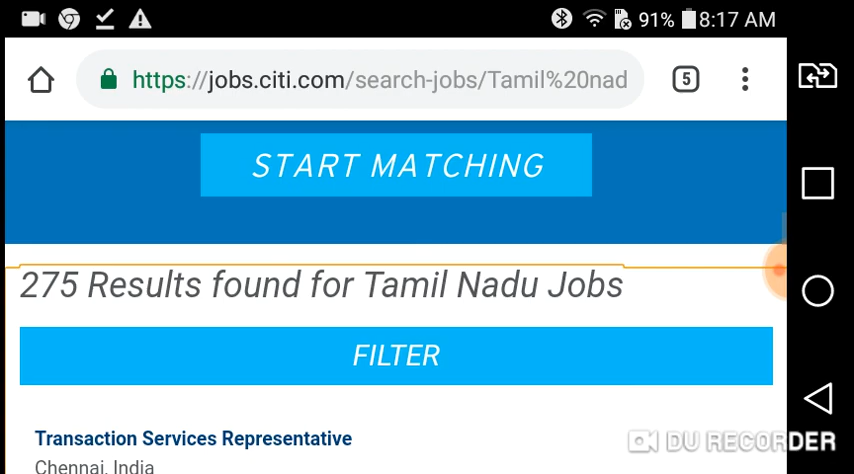 91% 8:17 AM
https://jobs.citi.com/search-jobs/Tamil%20nad
5
START MATCHING
275 Results found for Tamil Nadu Jobs
FILTER
Transaction Services Representative
Chennai, India
DU RECORDER